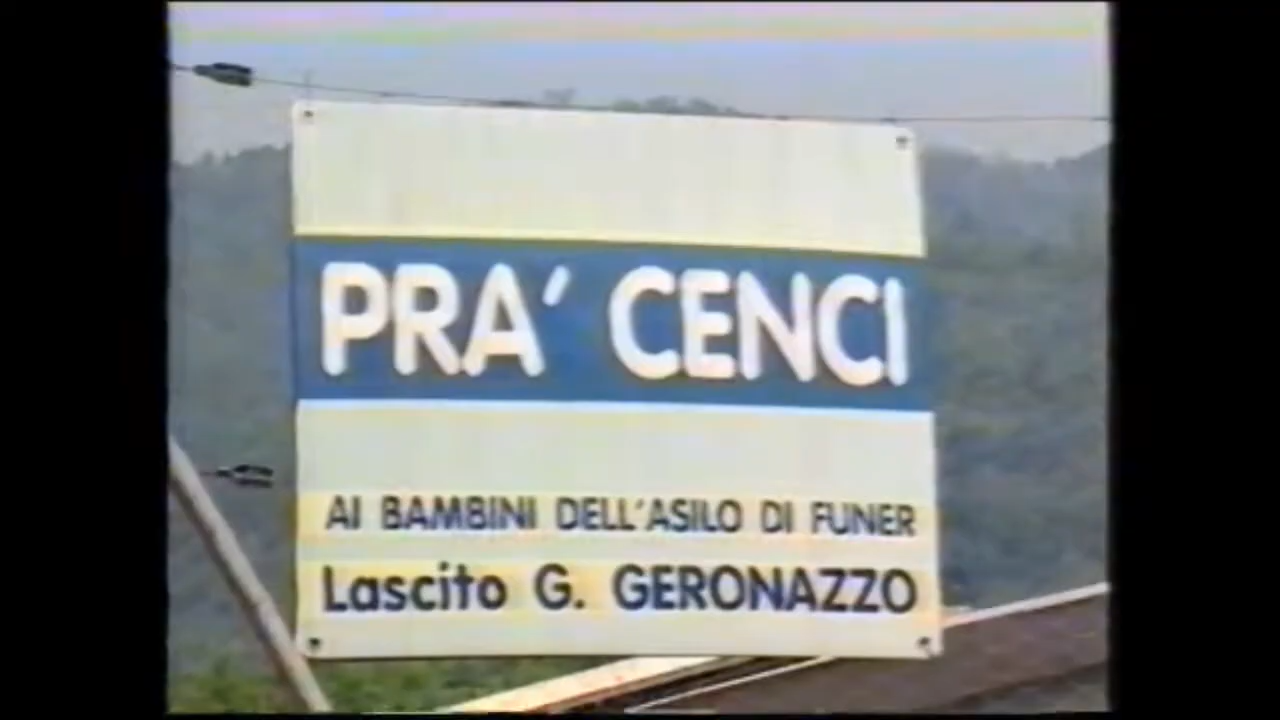 PRA' CENCI
AI BAMBINI DELL'ASILO DI FUNER
Lascito G. GERONAZZO